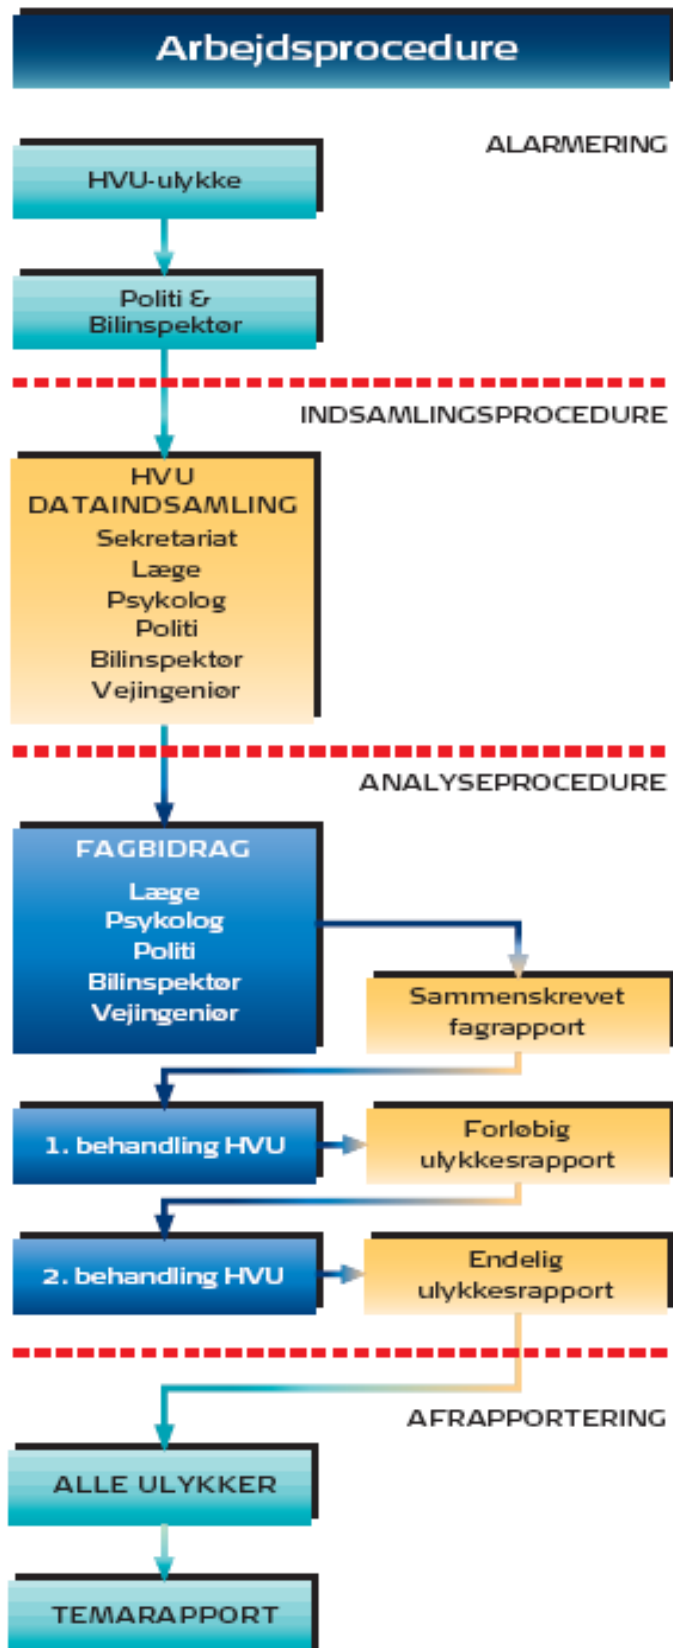 Arbejdsprocedure
ALARMERING
HVU-ulykke
Politi &
Bilinspektør
INDSAMLINGSPROCEDURE
HVU
DATAINDSAMLING
Sekretariat
Læge
Psykolog
Politi
Bilinspektør
Vejingeniør
ANALYSEPROCEDURE
FAGBIDRAG
Læge
Psykolog
Politi
Bilinspektør
Vejingeniør
Sammenskrevet
fagrapport
1. behandling HVU
Forløbig
ulykkesrapport
2. behandling HVU
Endelig
ulykkesrapport
AFRAPPORTERING
ALLE ULYKKER
TEMARAPPORT